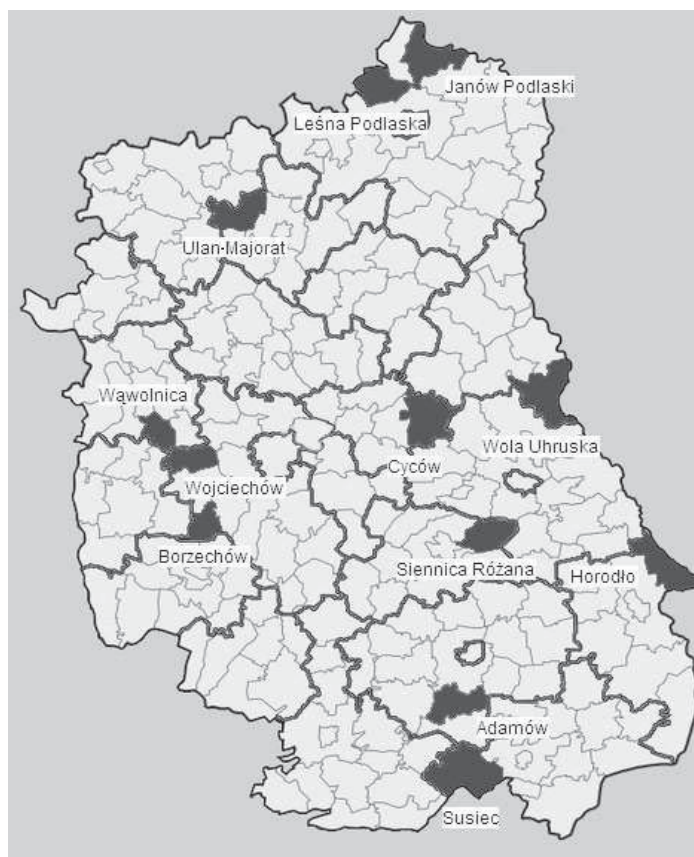 Janów Podlaski
Leśna Podlaska
Ulan-Majorat
Wąwolnica
Wola Uhruska
Cyców
Wojciechów
Borzechów
Siennica Różana
Horodło
Adamów
Susiec